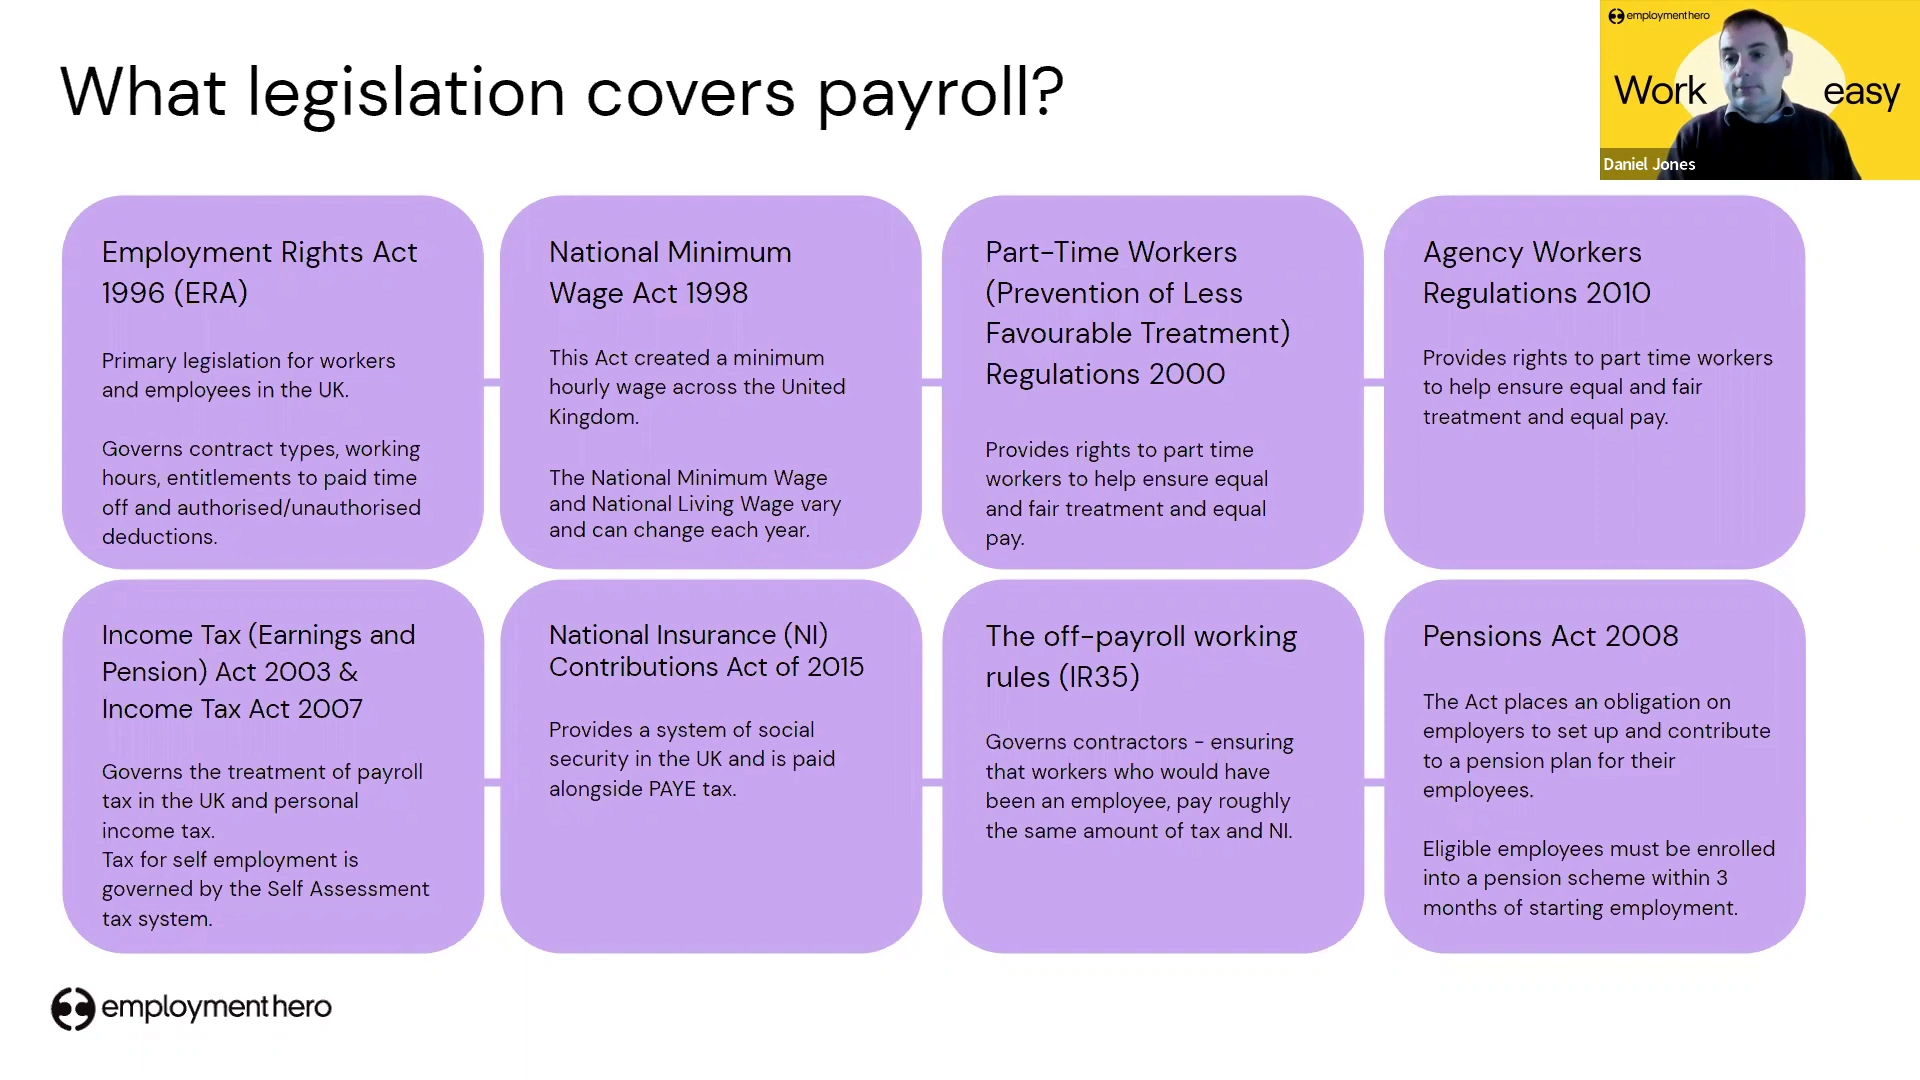 What legislation covers payroll?
employmenthero
Work easy
Daniel Jones
Employment Rights Act
1996 (ERA)
Primary legislation for workers
and employees in the UK.
Governs contract types, working
hours, entitlements to paid time
off and authorised/unauthorised
deductions.
National Minimum
Wage Act 1998
This Act created a minimum
hourly wage across the United
Kingdom.
The National Minimum Wage
and National Living Wage vary
and can change each year.
Part-Time Workers
(Prevention of Less
Favourable Treatment)
Regulations 2000
Provides rights to part time
workers to help ensure equal
and fair treatment and equal
pay.
Agency Workers
Regulations 2010
Provides rights to part time workers
to help ensure equal and fair
treatment and equal pay.
Income Tax (Earnings and
Pension) Act 2003 &
Income Tax Act 2007
Governs the treatment of payroll
tax in the UK and personal
income tax.
Tax for self employment is
governed by the Self Assessment
tax system.
National Insurance (NI)
Contributions Act of 2015
Provides a system of social
security in the UK and is paid
alongside PAYE tax.
The off-payroll working
rules (IR35)
Governs contractors - ensuring
that workers who would have
been an employee, pay roughly
the same amount of tax and NI.
Pensions Act 2008
The Act places an obligation on
employers to set up and contribute
to a pension plan for their
employees.
Eligible employees must be enrolled
into a pension scheme within 3
months of starting employment.
employmenthero